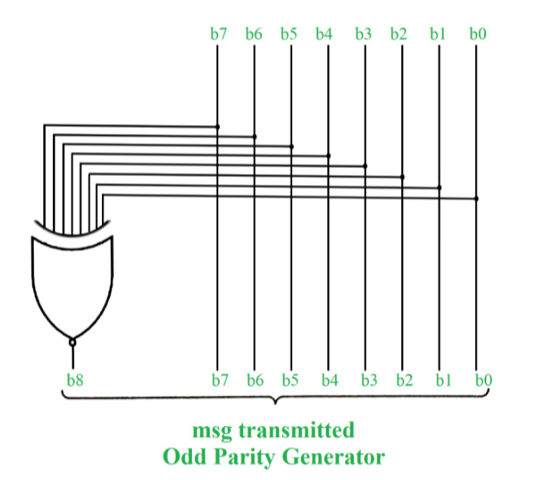 b7 b6 b5 b4 b3 b2 b1 b0
b8 b7 b6 b5 b4 b3 b2 b1 b0
msg transmitted
Odd Parity Generator